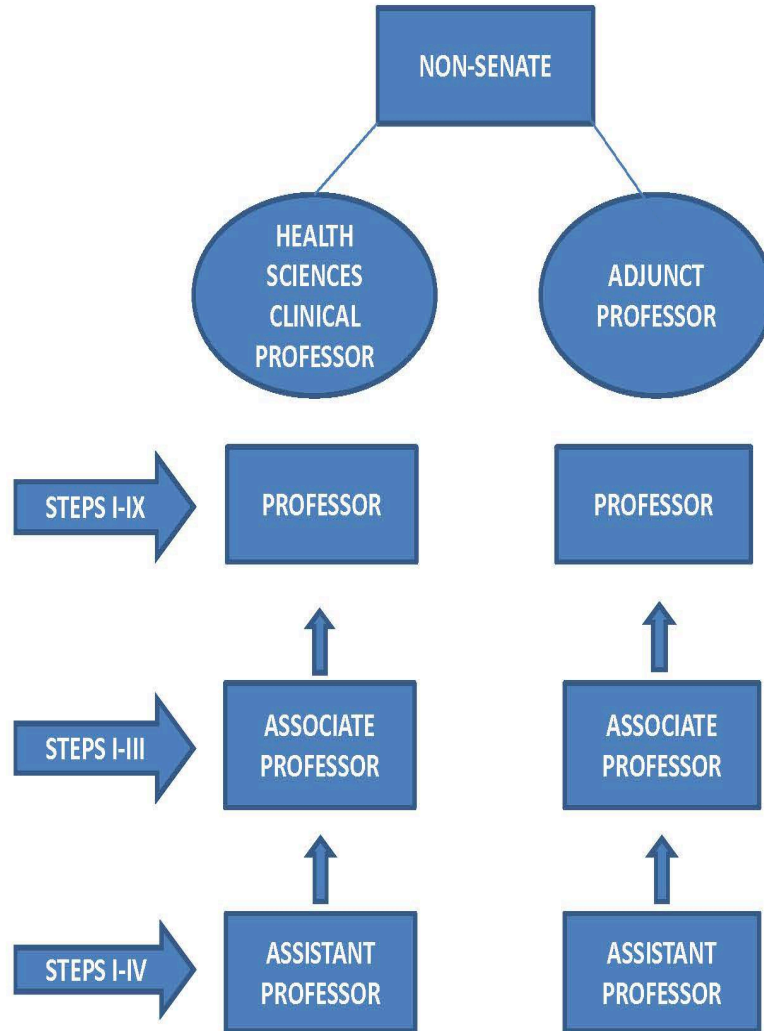 NON-SENATE
HEALTH
SCIENCES
CLINICAL
PROFESSOR
ADJUNCT
PROFESSOR
STEPS I-IX
PROFESSOR
PROFESSOR
STEPS I-III
ASSOCIATE
PROFESSOR
ASSOCIATE
PROFESSOR
STEPS I-IV
ASSISTANT
PROFESSOR
ASSISTANT
PROFESSOR